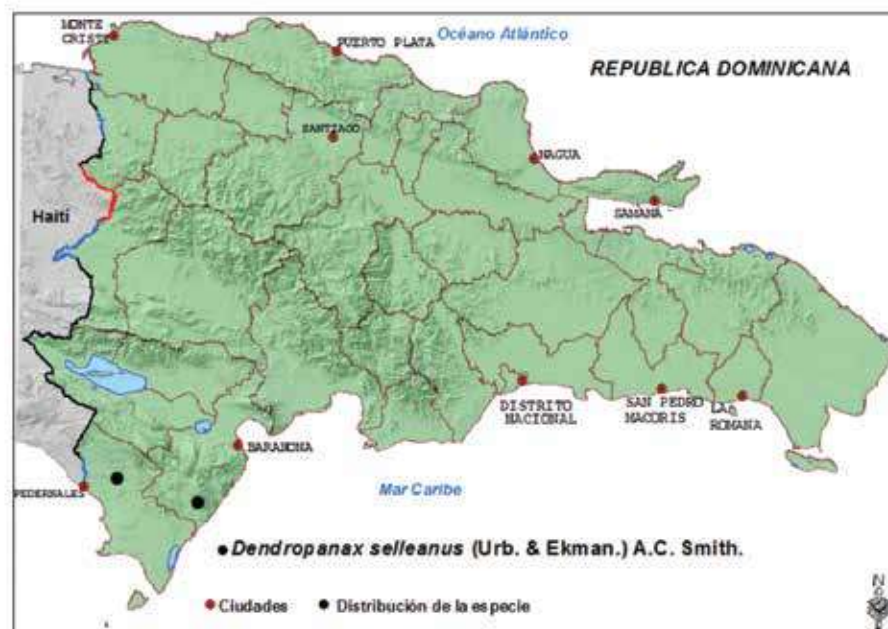 MONTE
CRISTI
PUERTO PLATA
Océano Atlántico
REPUBLICA DOMINICANA
SANTIAGO
NAGUA
SAMANA
Haití
DISTRITO
NACIONAL
SAN PEDRO
MACORIS
LA
ROMANA
BARAHONA
PEDERNALES
Mar Caribe
Dendropanax selleanus (Urb. & Ekman.) A.C. Smith.
Ciudades
Distribución de la especie
N